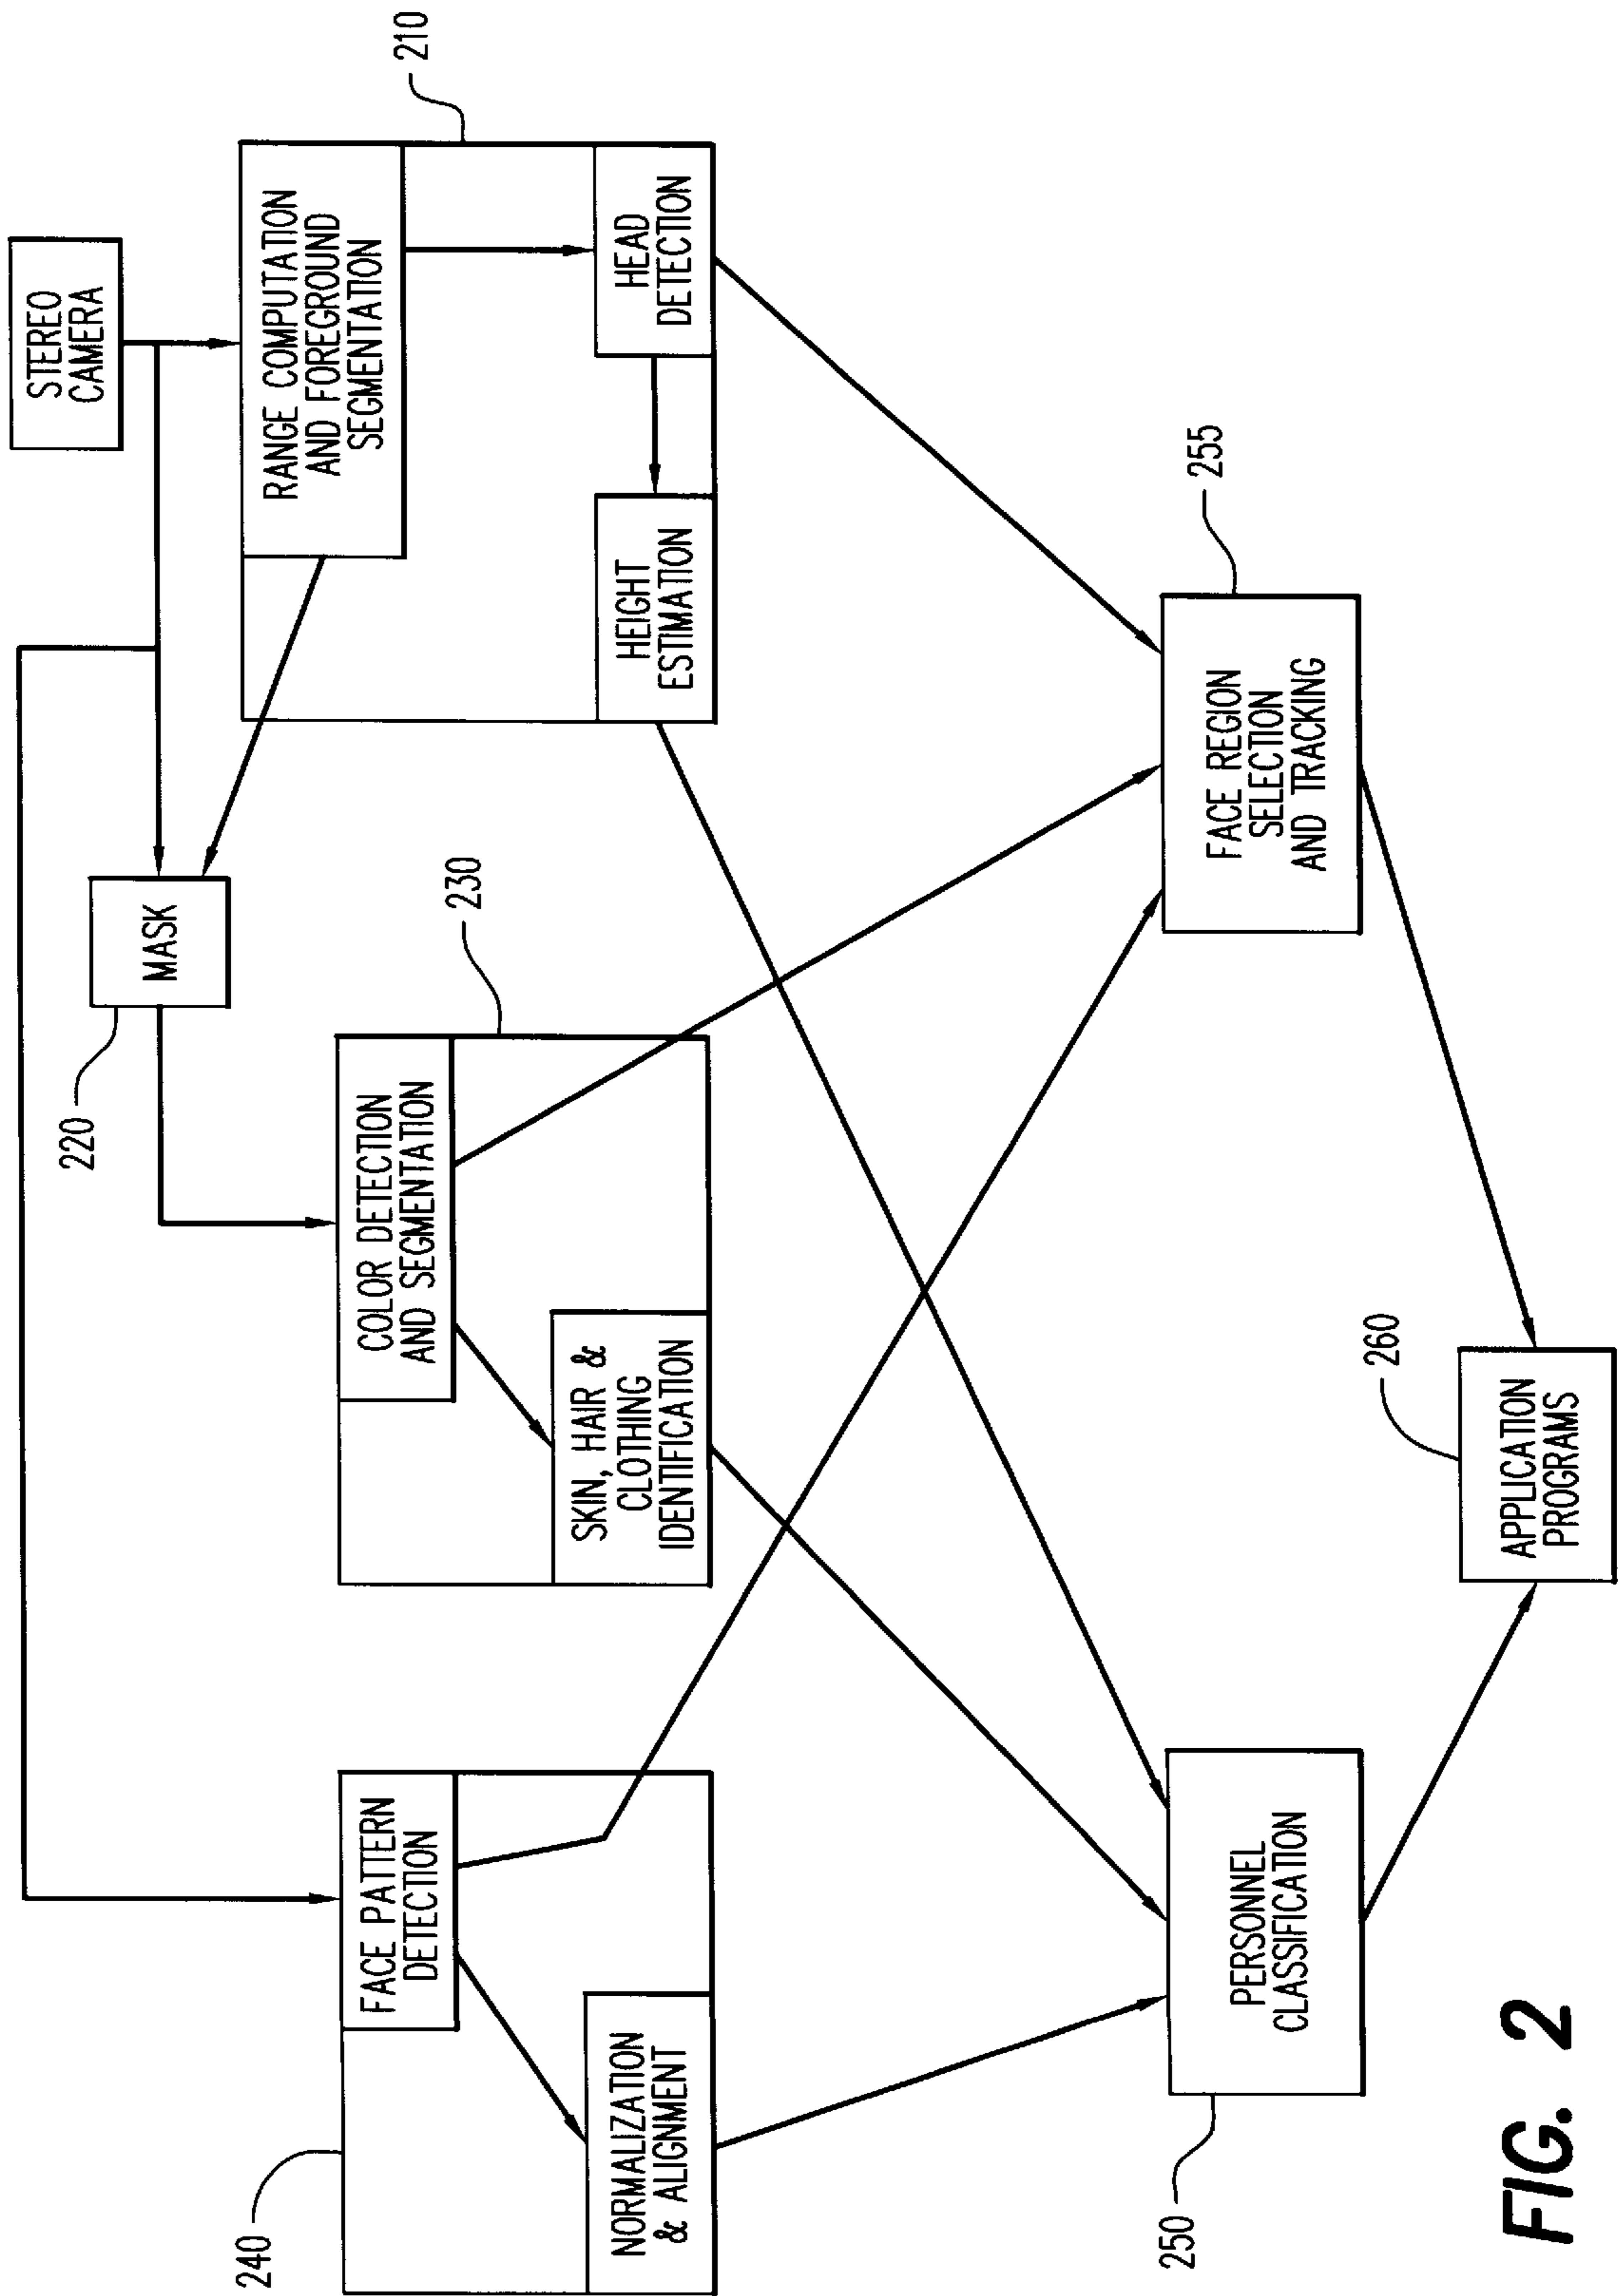 STEREO
CAMERA
210
RANGE COMPUTATION
AND FOREGROUND
SEGMENTATION
HEAD
DETECTION
HEIGHT
ESTIMATION
MASK
220
230
COLOR DETECTION
AND SEGMENTATION
SKIN, HAIR &
CLOTHING
IDENTIFICATION
240
FACE PATTERN
DETECTION
NORMALIZATION
& ALIGNMENT
255
FACE REGION
SELECTION
AND TRACKING
250
PERSONNEL
CLASSIFICATION
260
APPLICATION
PROGRAMS
FIG. 2